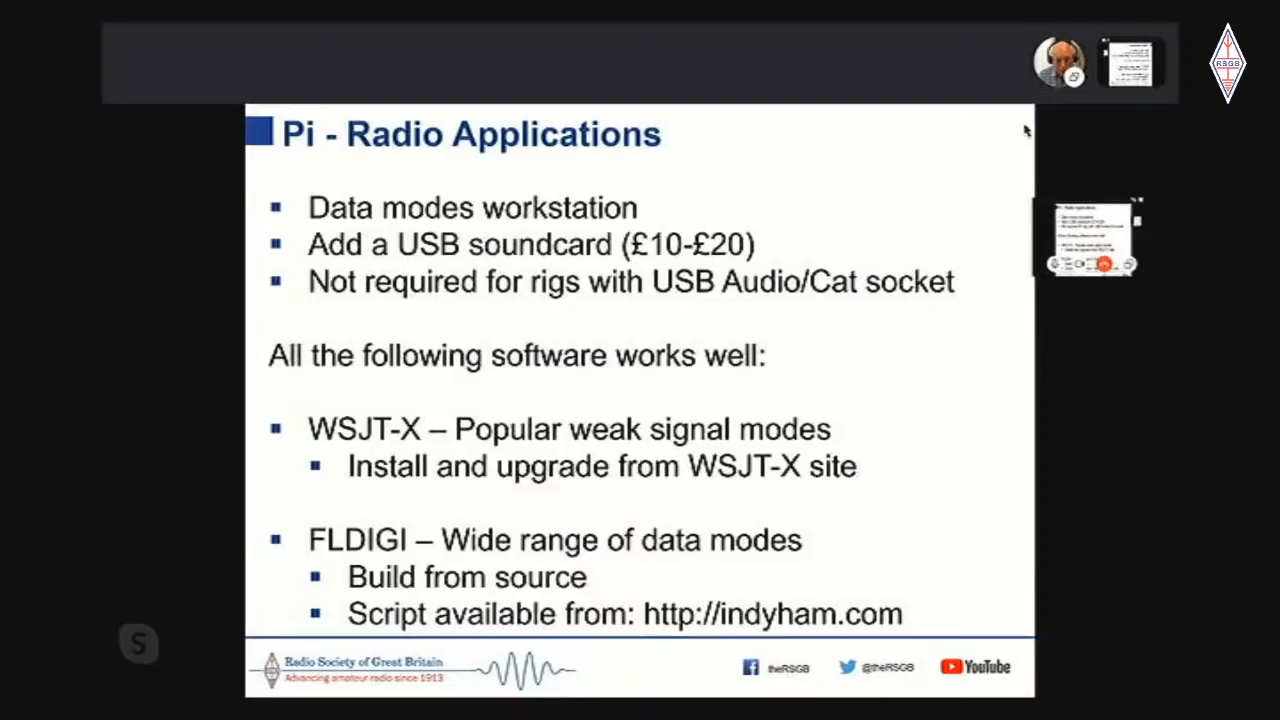 RSGB
Pi - Radio Applications
Data modes workstation
Add a USB soundcard (£10-£20)
Not required for rigs with USB Audio/Cat socket
All the following software works well:
WSJT-X – Popular weak signal modes
Install and upgrade from WSJT-X site
FLDIGI – Wide range of data modes
Build from source
Script available from: http://indyham.com
S
Radio Society of Great Britain
Advancing amateur radio since 1913
theRSGB
@theRSGB
YouTube